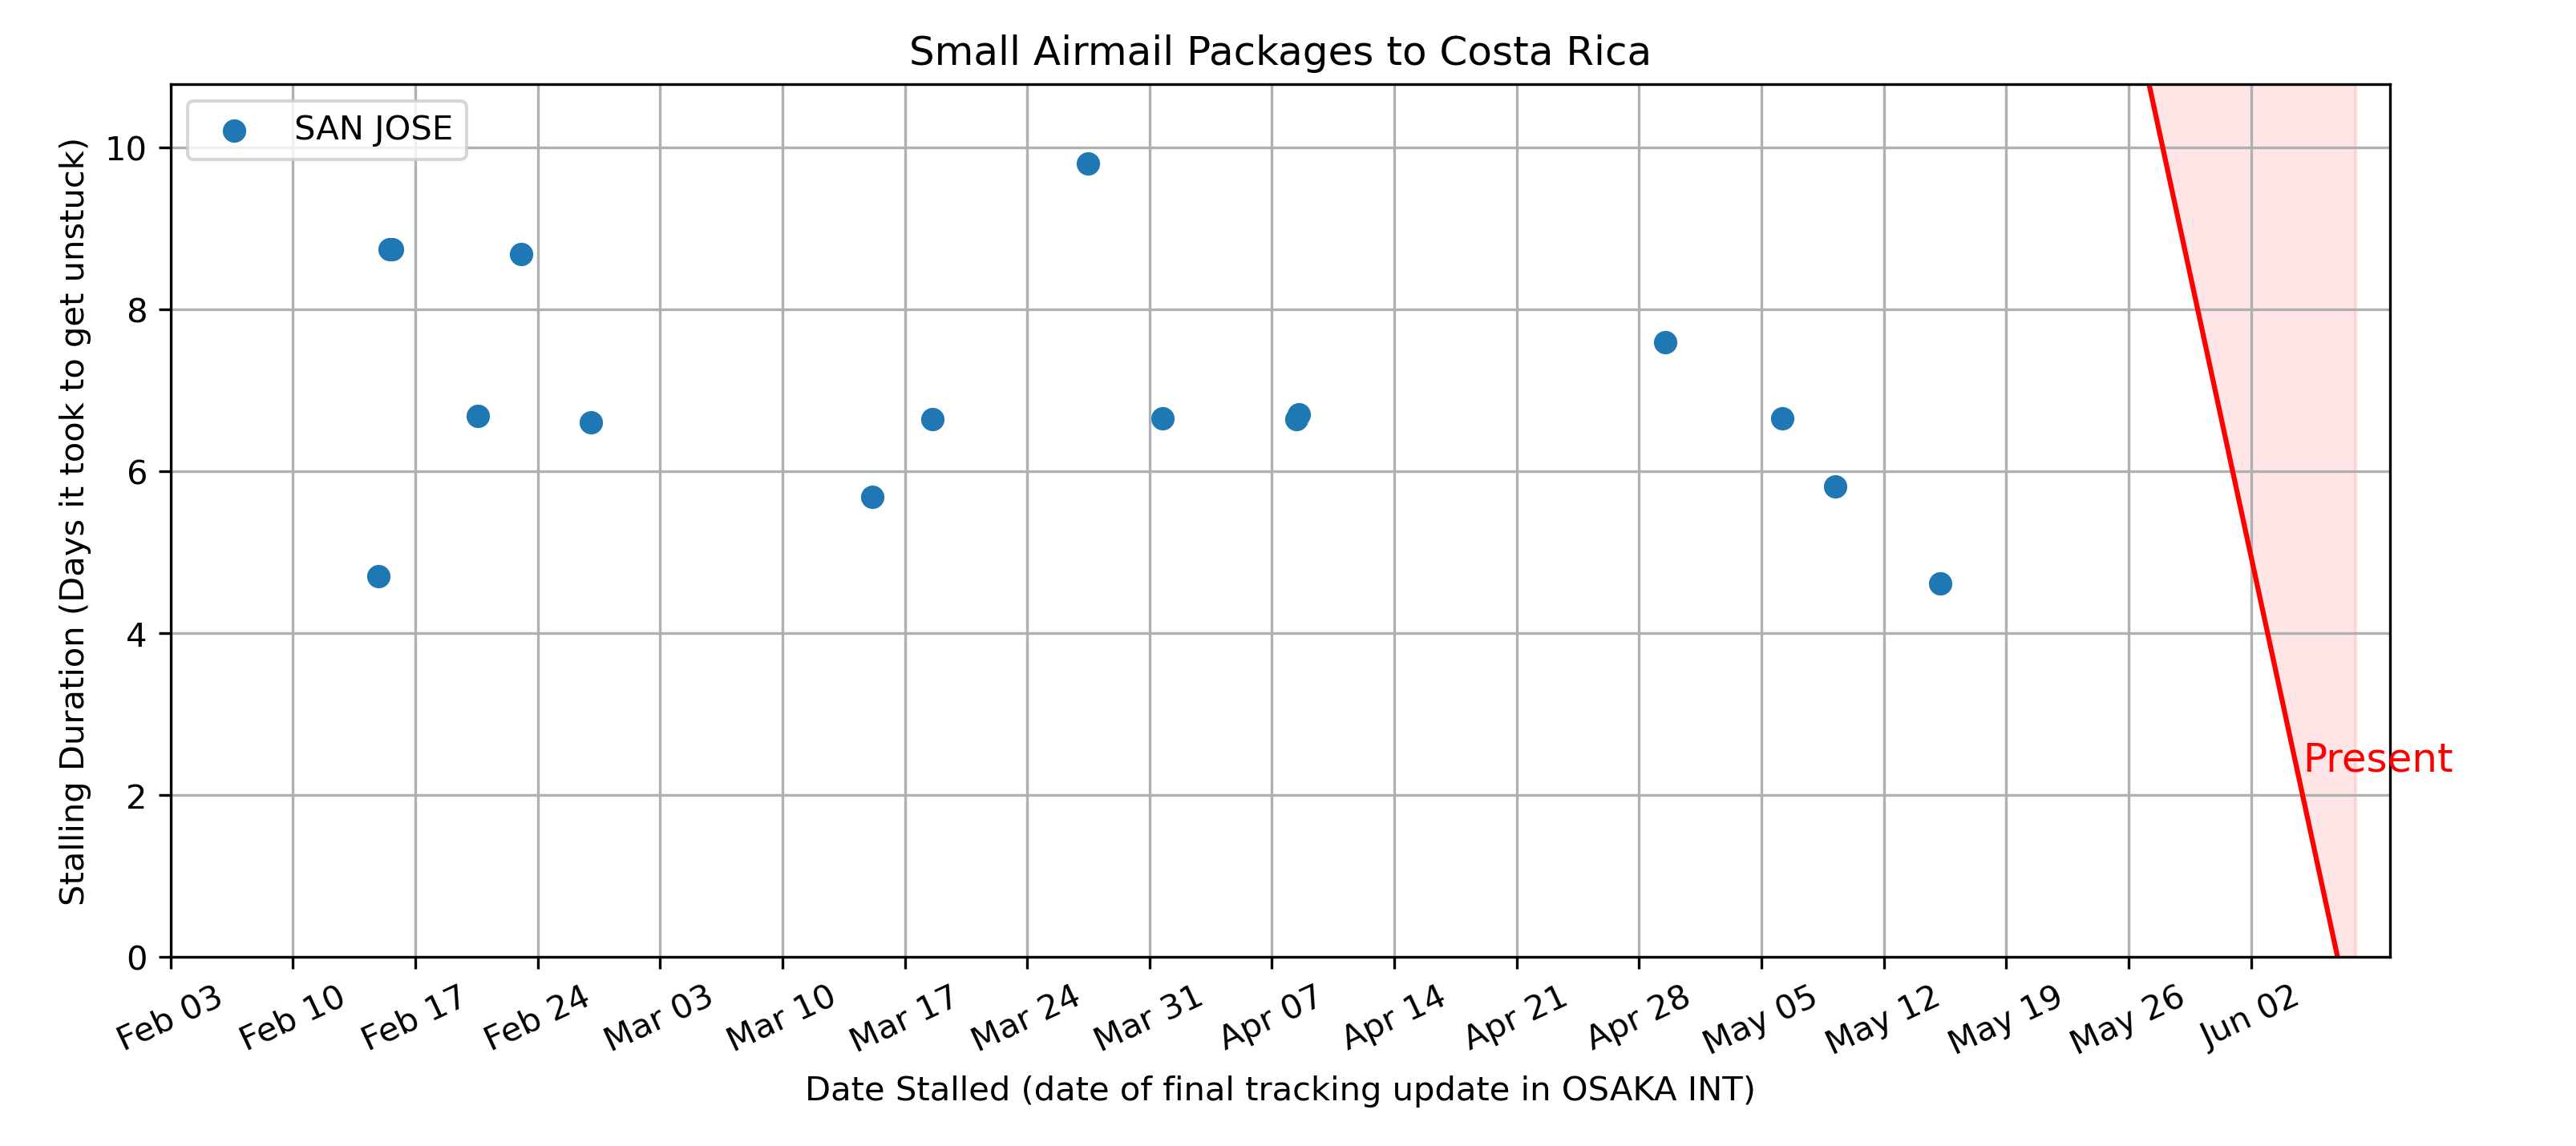 Small Airmail Packages to Costa Rica
SAN JOSE
Stalling Duration (Days it took to get unstuck)
10
8
6
4
2
0
Present
Feb 03
Feb 10
Feb 17
Feb 24
Mar 03
Mar 10
Mar 17
Mar 24
Mar 31
Apr 07
Apr 14
Apr 21
Apr 28
May 05
May 12
May 19
May 26
Jun 02
Date Stalled (date of final tracking update in OSAKA INT)